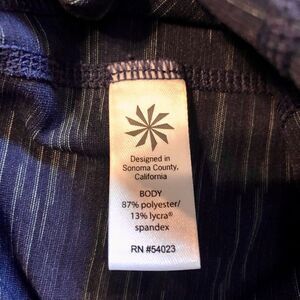 Designed in
Sonoma County,
California
BODY
87% polyester/
13% lycra®
spandex
RN #54023